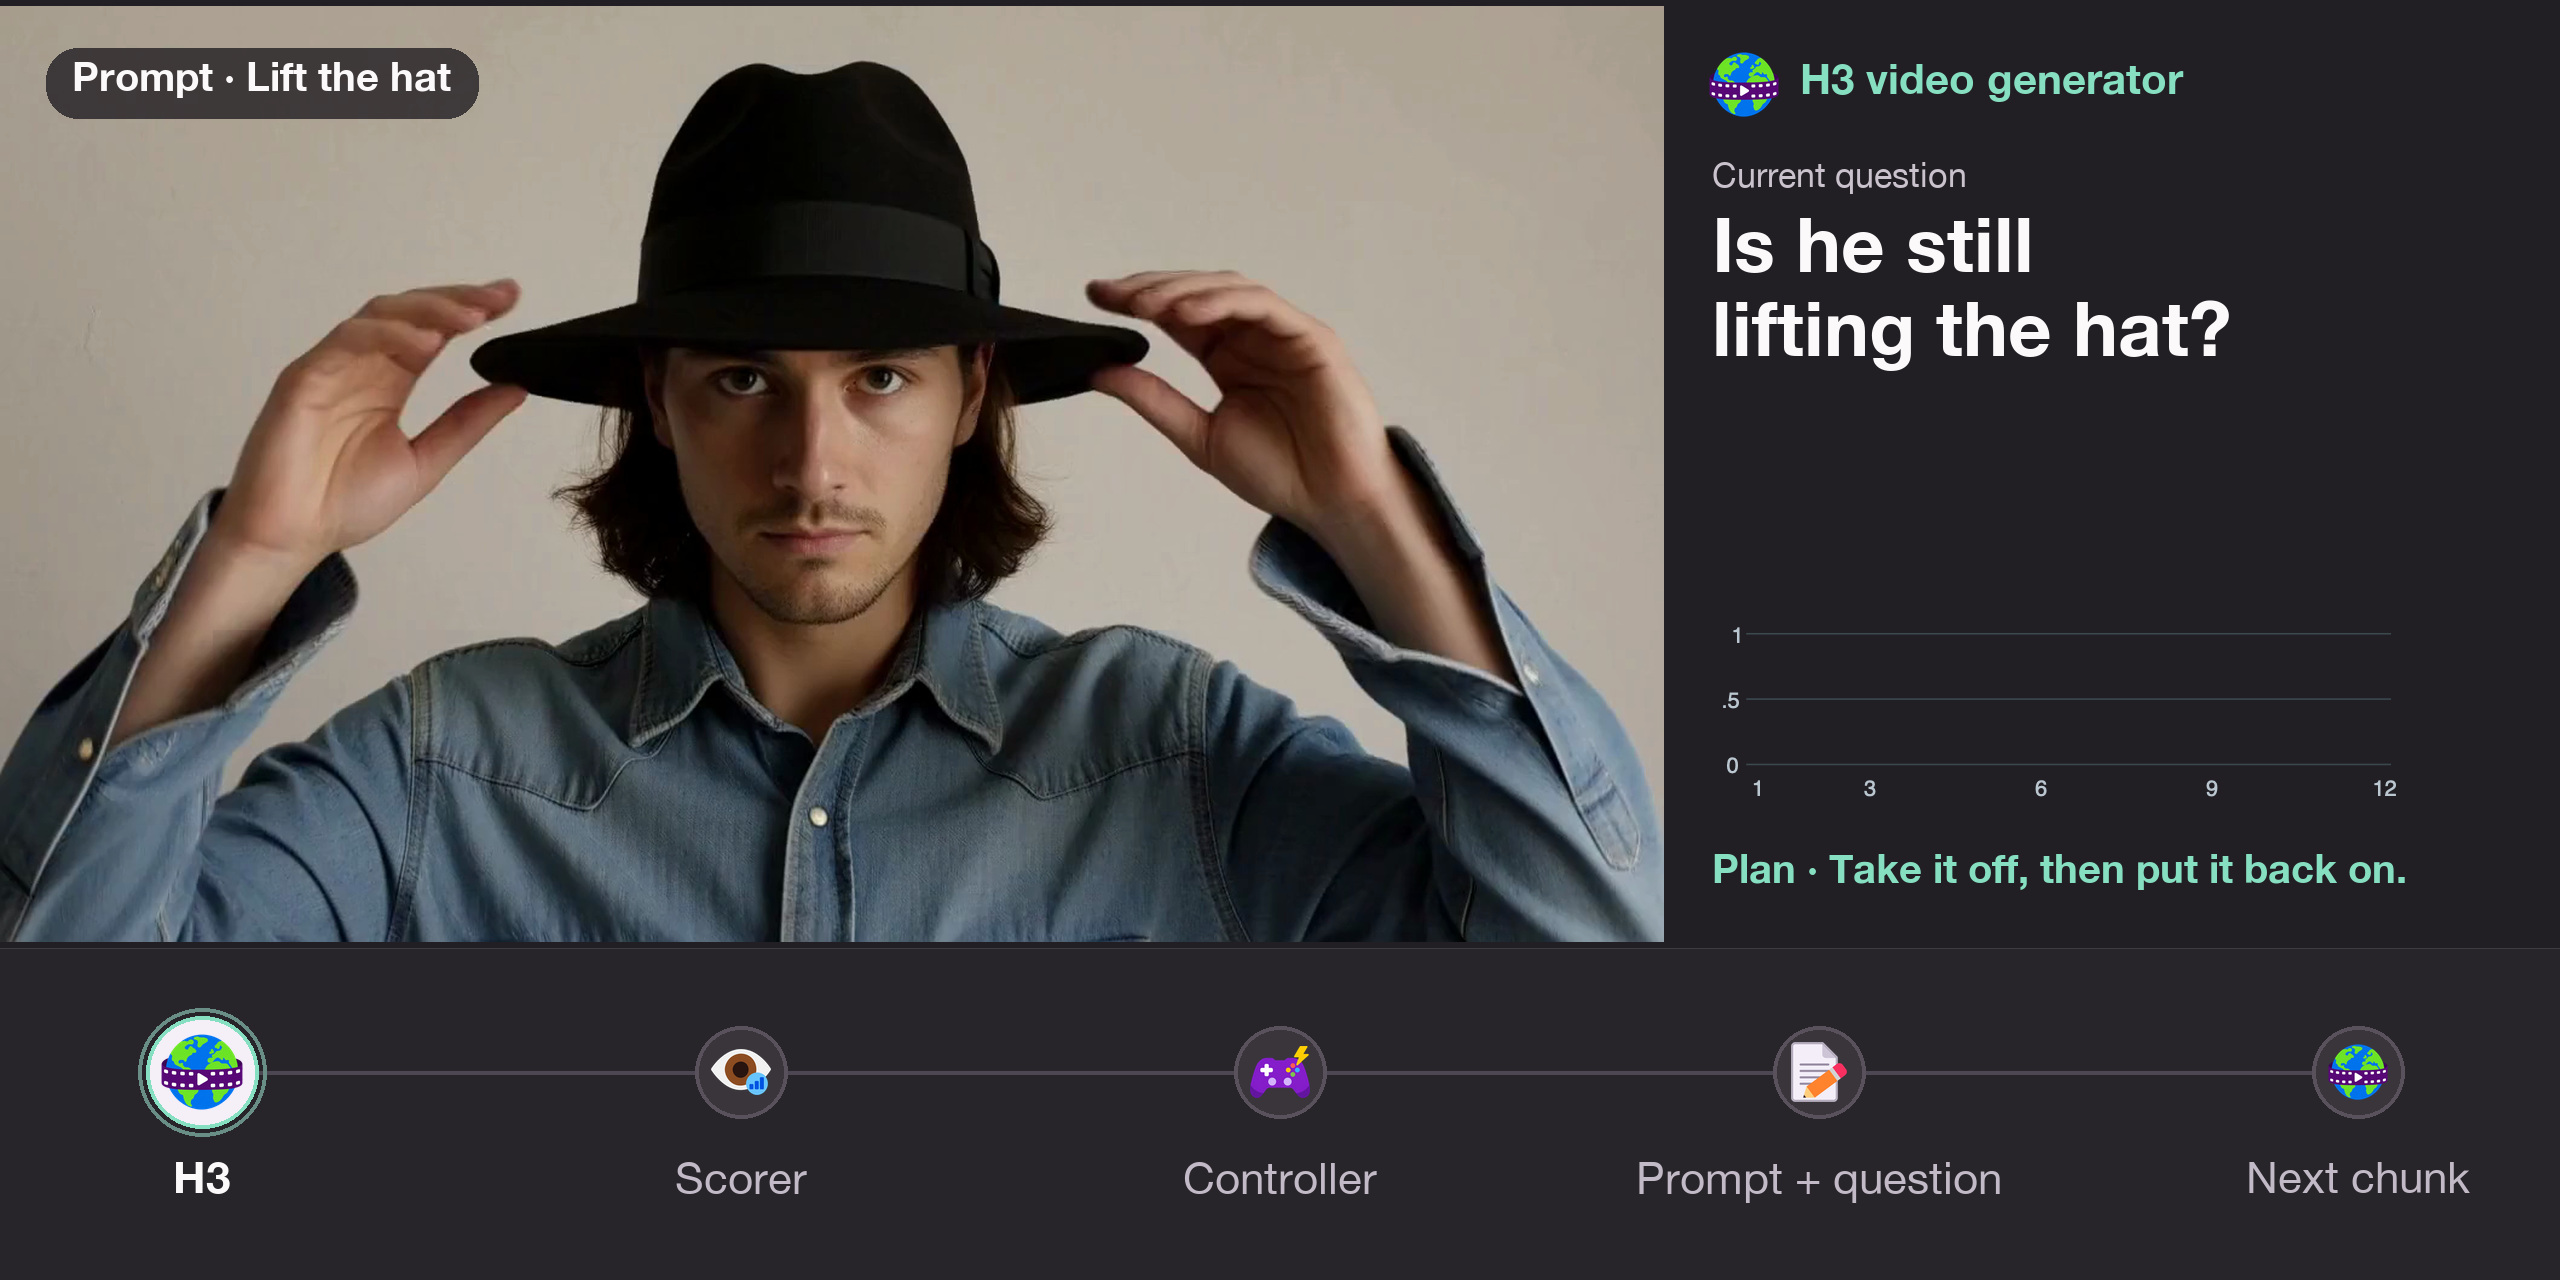 Prompt · Lift the hat
H3 video generator
Current question
Is he still
lifting the hat?
1
.5
0
1 3 6 9 12
Plan · Take it off, then put it back on.
H3 Scorer Controller Prompt + question Next chunk